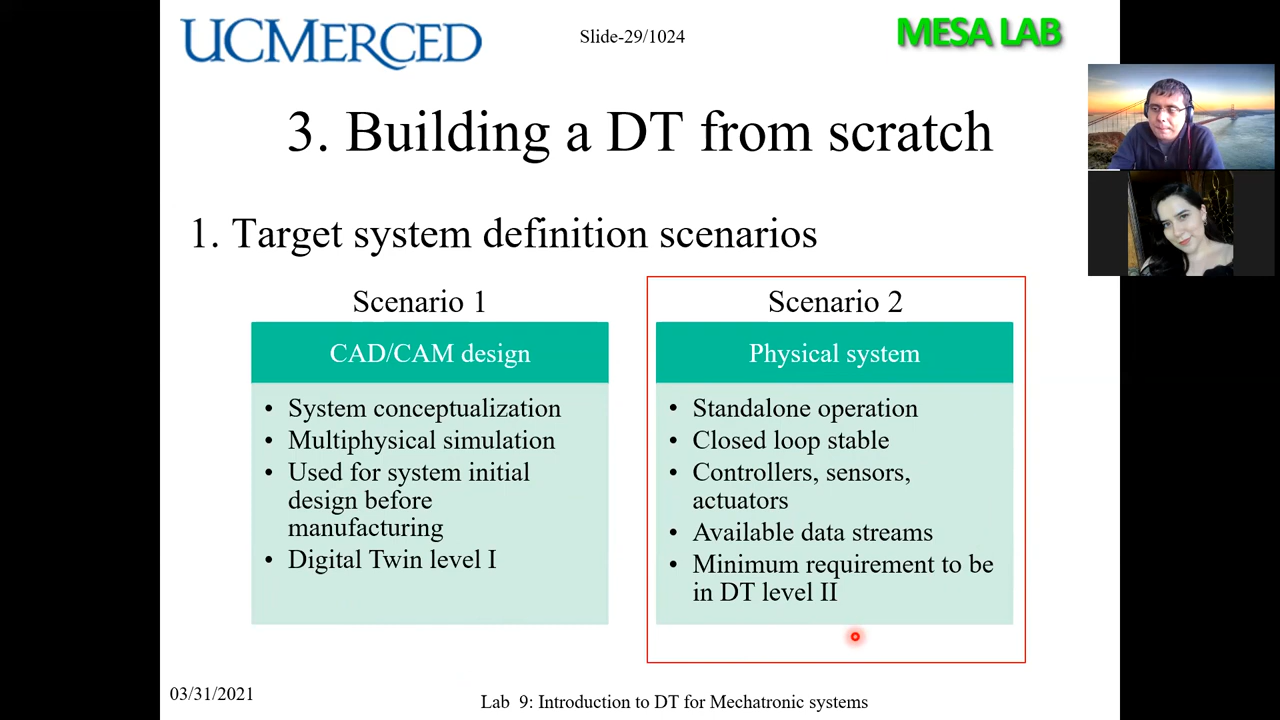 UCMERCED
Slide-29/1024
MESA LAB
3. Building a DT from scratch
1. Target system definition scenarios
Scenario 1
CAD/CAM design
• System conceptualization
• Multiphysical simulation
• Used for system initial
design before
manufacturing
• Digital Twin level I
Scenario 2
Physical system
• Standalone operation
• Closed loop stable
• Controllers, sensors,
actuators
• Available data streams
• Minimum requirement to be
in DT level II
03/31/2021
Lab 9: Introduction to DT for Mechatronic systems